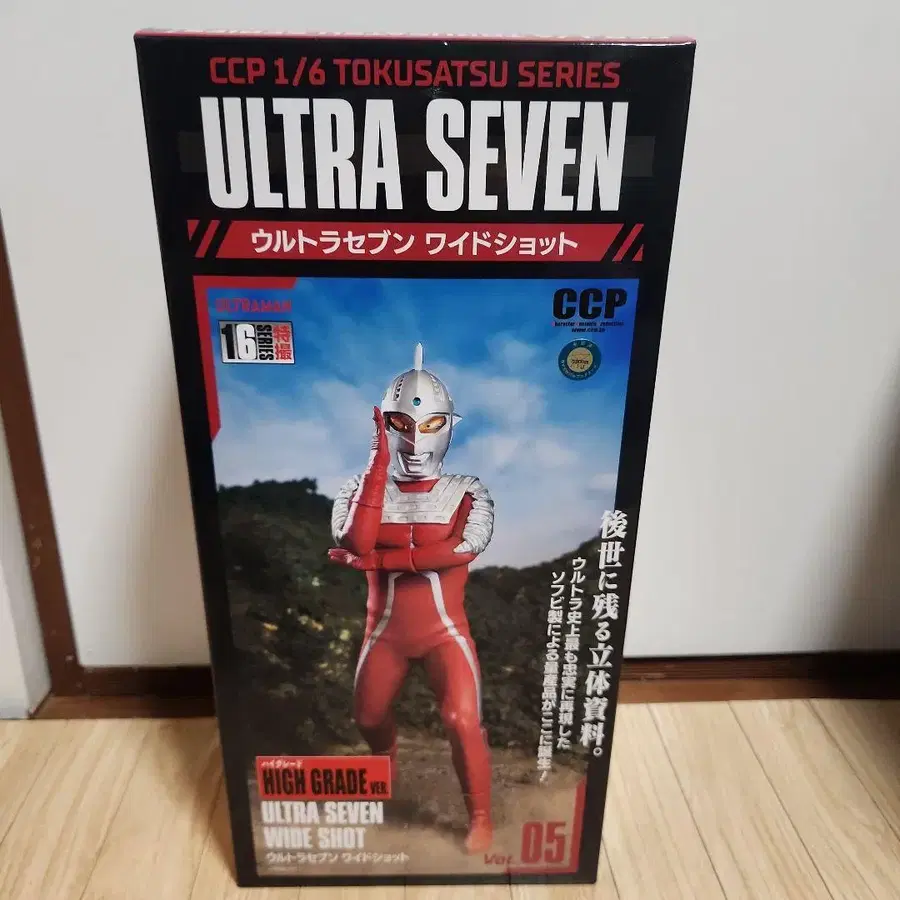 CCP 1/6 TOKUSATSU SERIES
ULTRA SEVEN
ウルトラセブン ワイドショット
ULTRAMAN
CCP
1/6
SERIES
特撮
後世に残る立体資料。
ウルトラ史上最も忠実に再現した
ソフビ製による量産品がここに誕生!
ハイグレード
HIGH GRADE VER.
ULTRA SEVEN
WIDE SHOT
ウルトラセブン ワイドショット
Vol. 05